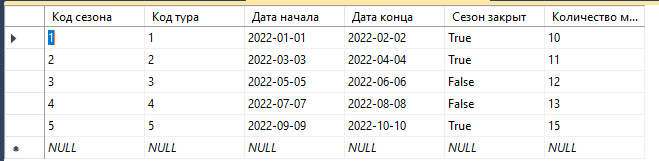 Код сезона Код тура Дата начала Дата конца Сезон закрыт Количество м...
1 1 2022-01-01 2022-02-02 True 10
2 2 2022-03-03 2022-04-04 True 11
3 3 2022-05-05 2022-06-06 False 12
4 4 2022-07-07 2022-08-08 False 13
5 5 2022-09-09 2022-10-10 True 15
NULL NULL NULL NULL NULL NULL